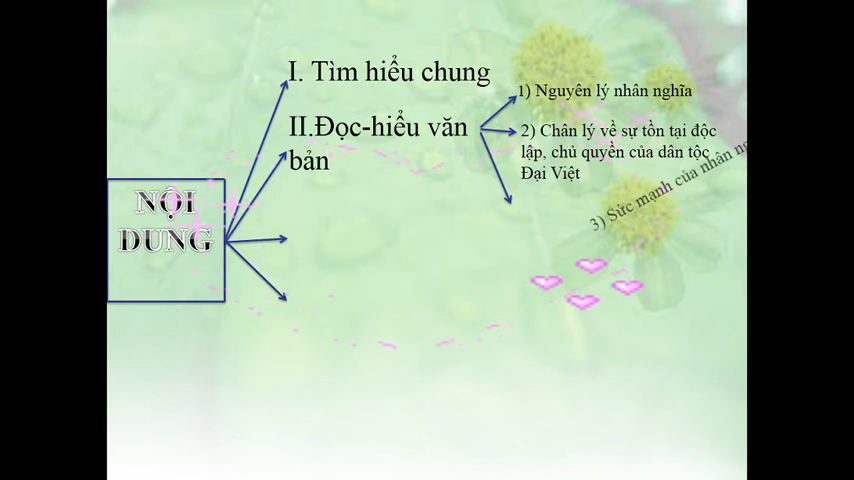 NỘI
DUNG
I. Tìm hiểu chung
II.Đọc-hiểu văn
bản
1) Nguyên lý nhân nghĩa
2) Chân lý về sự tồn tại độc
lập, chủ quyền của dân tộc
Đại Việt
3) Sức mạnh của nhân